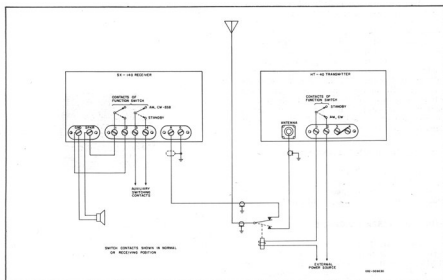 SX-140 RECEIVER
CONTACTS OF
FUNCTION SWITCH
AM, CW-SSB
STANDBY
AUXILIARY
SWITCHING
CONTACTS
SWITCH CONTACTS SHOWN IN NORMAL
OR RECEIVING POSITION
HT-40 TRANSMITTER
CONTACTS OF
FUNCTION SWITCH
STANDBY
AM, CW
ANTENNA
EXTERNAL
POWER SOURCE